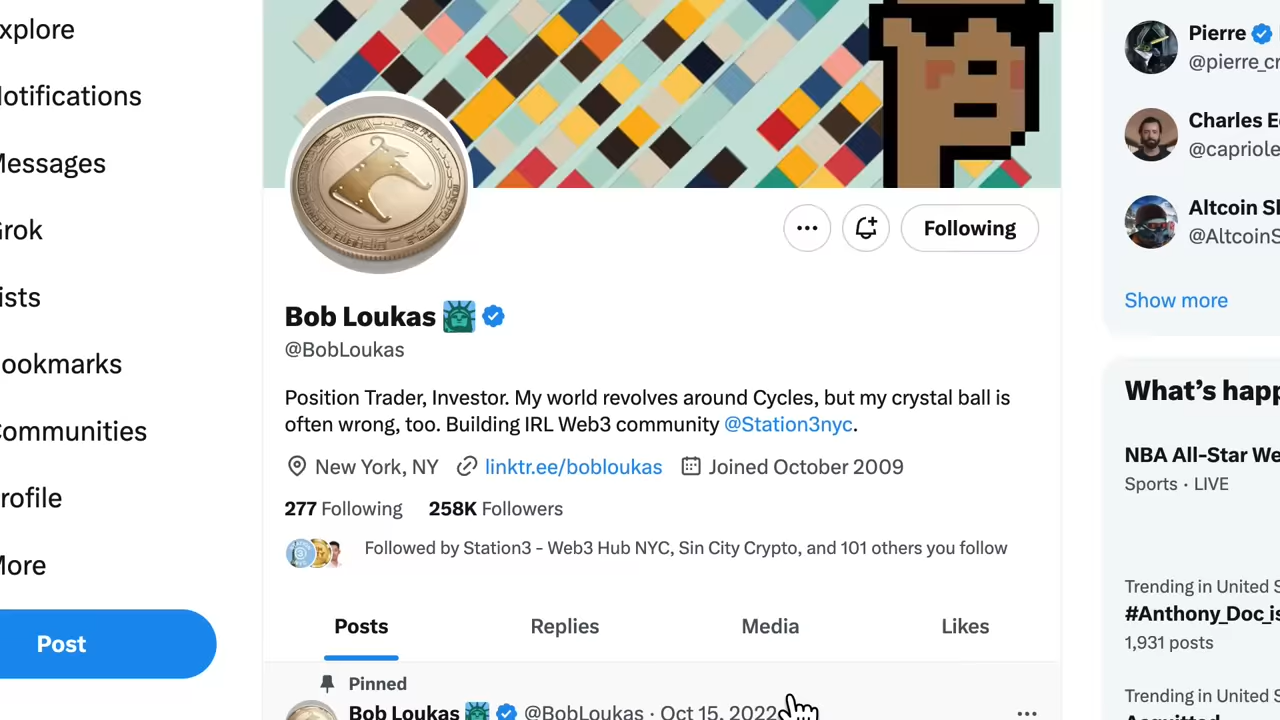 xplore
otifications
essages
rok
ists
ookmarks
ommunities
rofile
ore
Post
Following
Bob Loukas
@BobLoukas
Position Trader, Investor. My world revolves around Cycles, but my crystal ball is
often wrong, too. Building IRL Web3 community @Station3nyc.
New York, NY linktr.ee/bobloukas Joined October 2009
277 Following 258K Followers
Followed by Station3 - Web3 Hub NYC, Sin City Crypto, and 101 others you follow
Posts Replies Media Likes
Pinned
Bob Loukas @BobLoukas · Oct 15, 2022
Pierre
@pierre_cr
Charles E
@capriole
Altcoin S
@AltcoinS
Show more
What's happ
NBA All-Star We
Sports · LIVE
Trending in United S
#Anthony_Doc_is
1,931 posts
Trending in United S